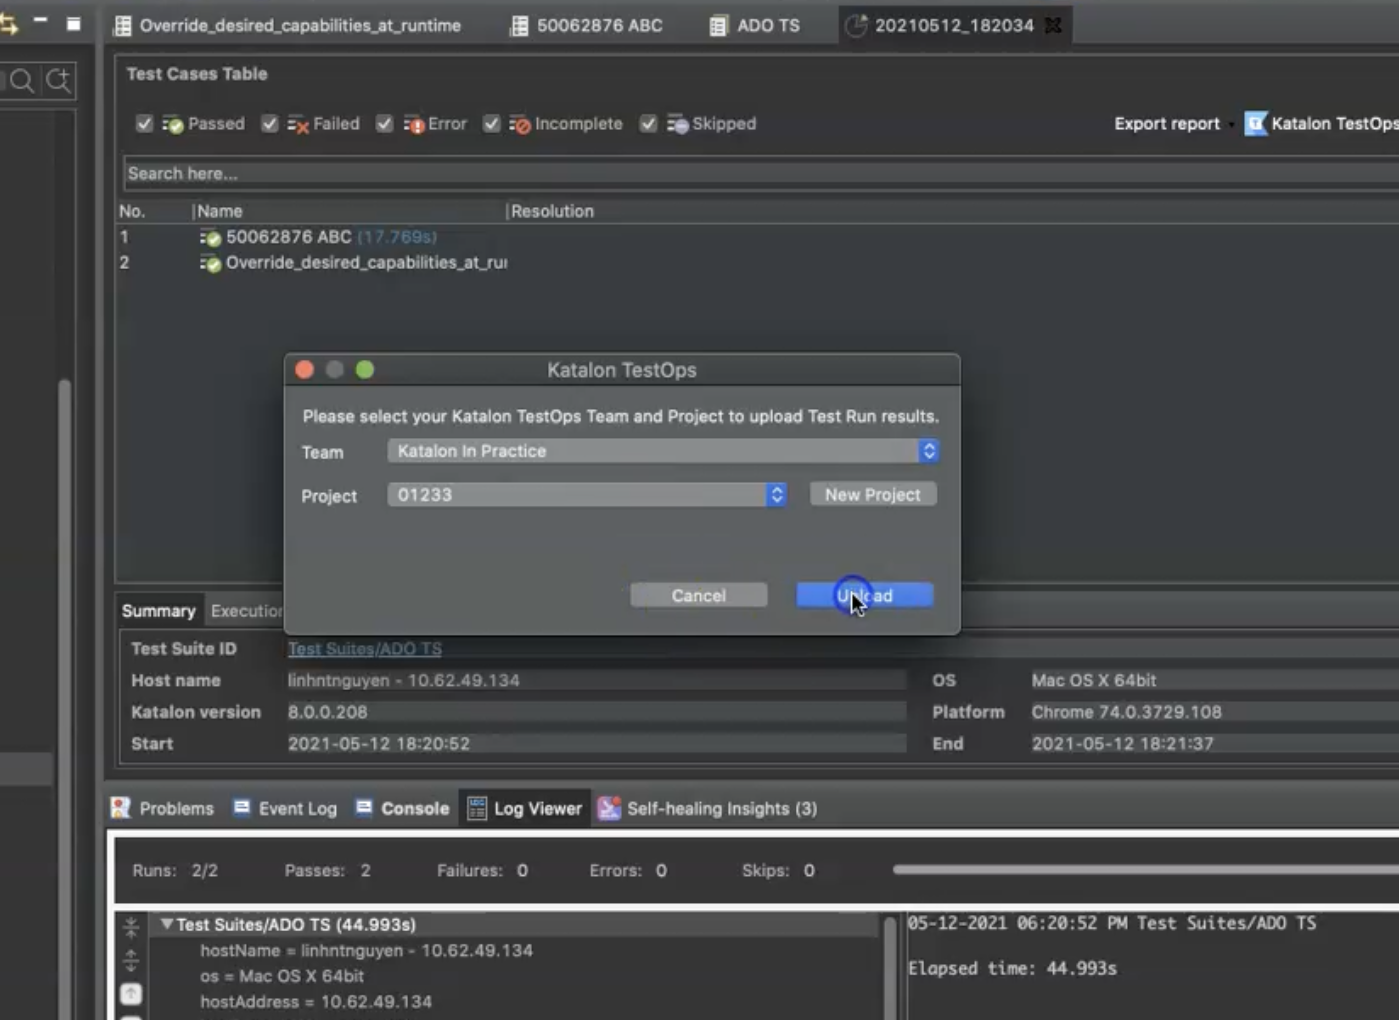 Override_desired_capabilities_at_runtime 50062876 ABC ADO TS 20210512_182034
Test Cases Table
Passed Failed Error Incomplete Skipped Export report Katalon TestOps
Search here...
No. Name Resolution
1 50062876 ABC (17.769s)
2 Override_desired_capabilities_at_ru
Katalon TestOps
Please select your Katalon TestOps Team and Project to upload Test Run results.
Team Katalon In Practice
Project 01233 New Project
Cancel Upload
Summary Executio
Test Suite ID Test Suites/ADO TS
Host name linhntnguyen - 10.62.49.134 OS Mac OS X 64bit
Katalon version 8.0.0.208 Platform Chrome 74.0.3729.108
Start 2021-05-12 18:20:52 End 2021-05-12 18:21:37
Problems Event Log Console Log Viewer Self-healing Insights (3)
Runs: 2/2 Passes: 2 Failures: 0 Errors: 0 Skips: 0
Test Suites/ADO TS (44.993s) 05-12-2021 06:20:52 PM Test Suites/ADO TS
hostName = linhntnguyen - 10.62.49.134
os = Mac OS X 64bit Elapsed time: 44.993s
hostAddress = 10.62.49.134